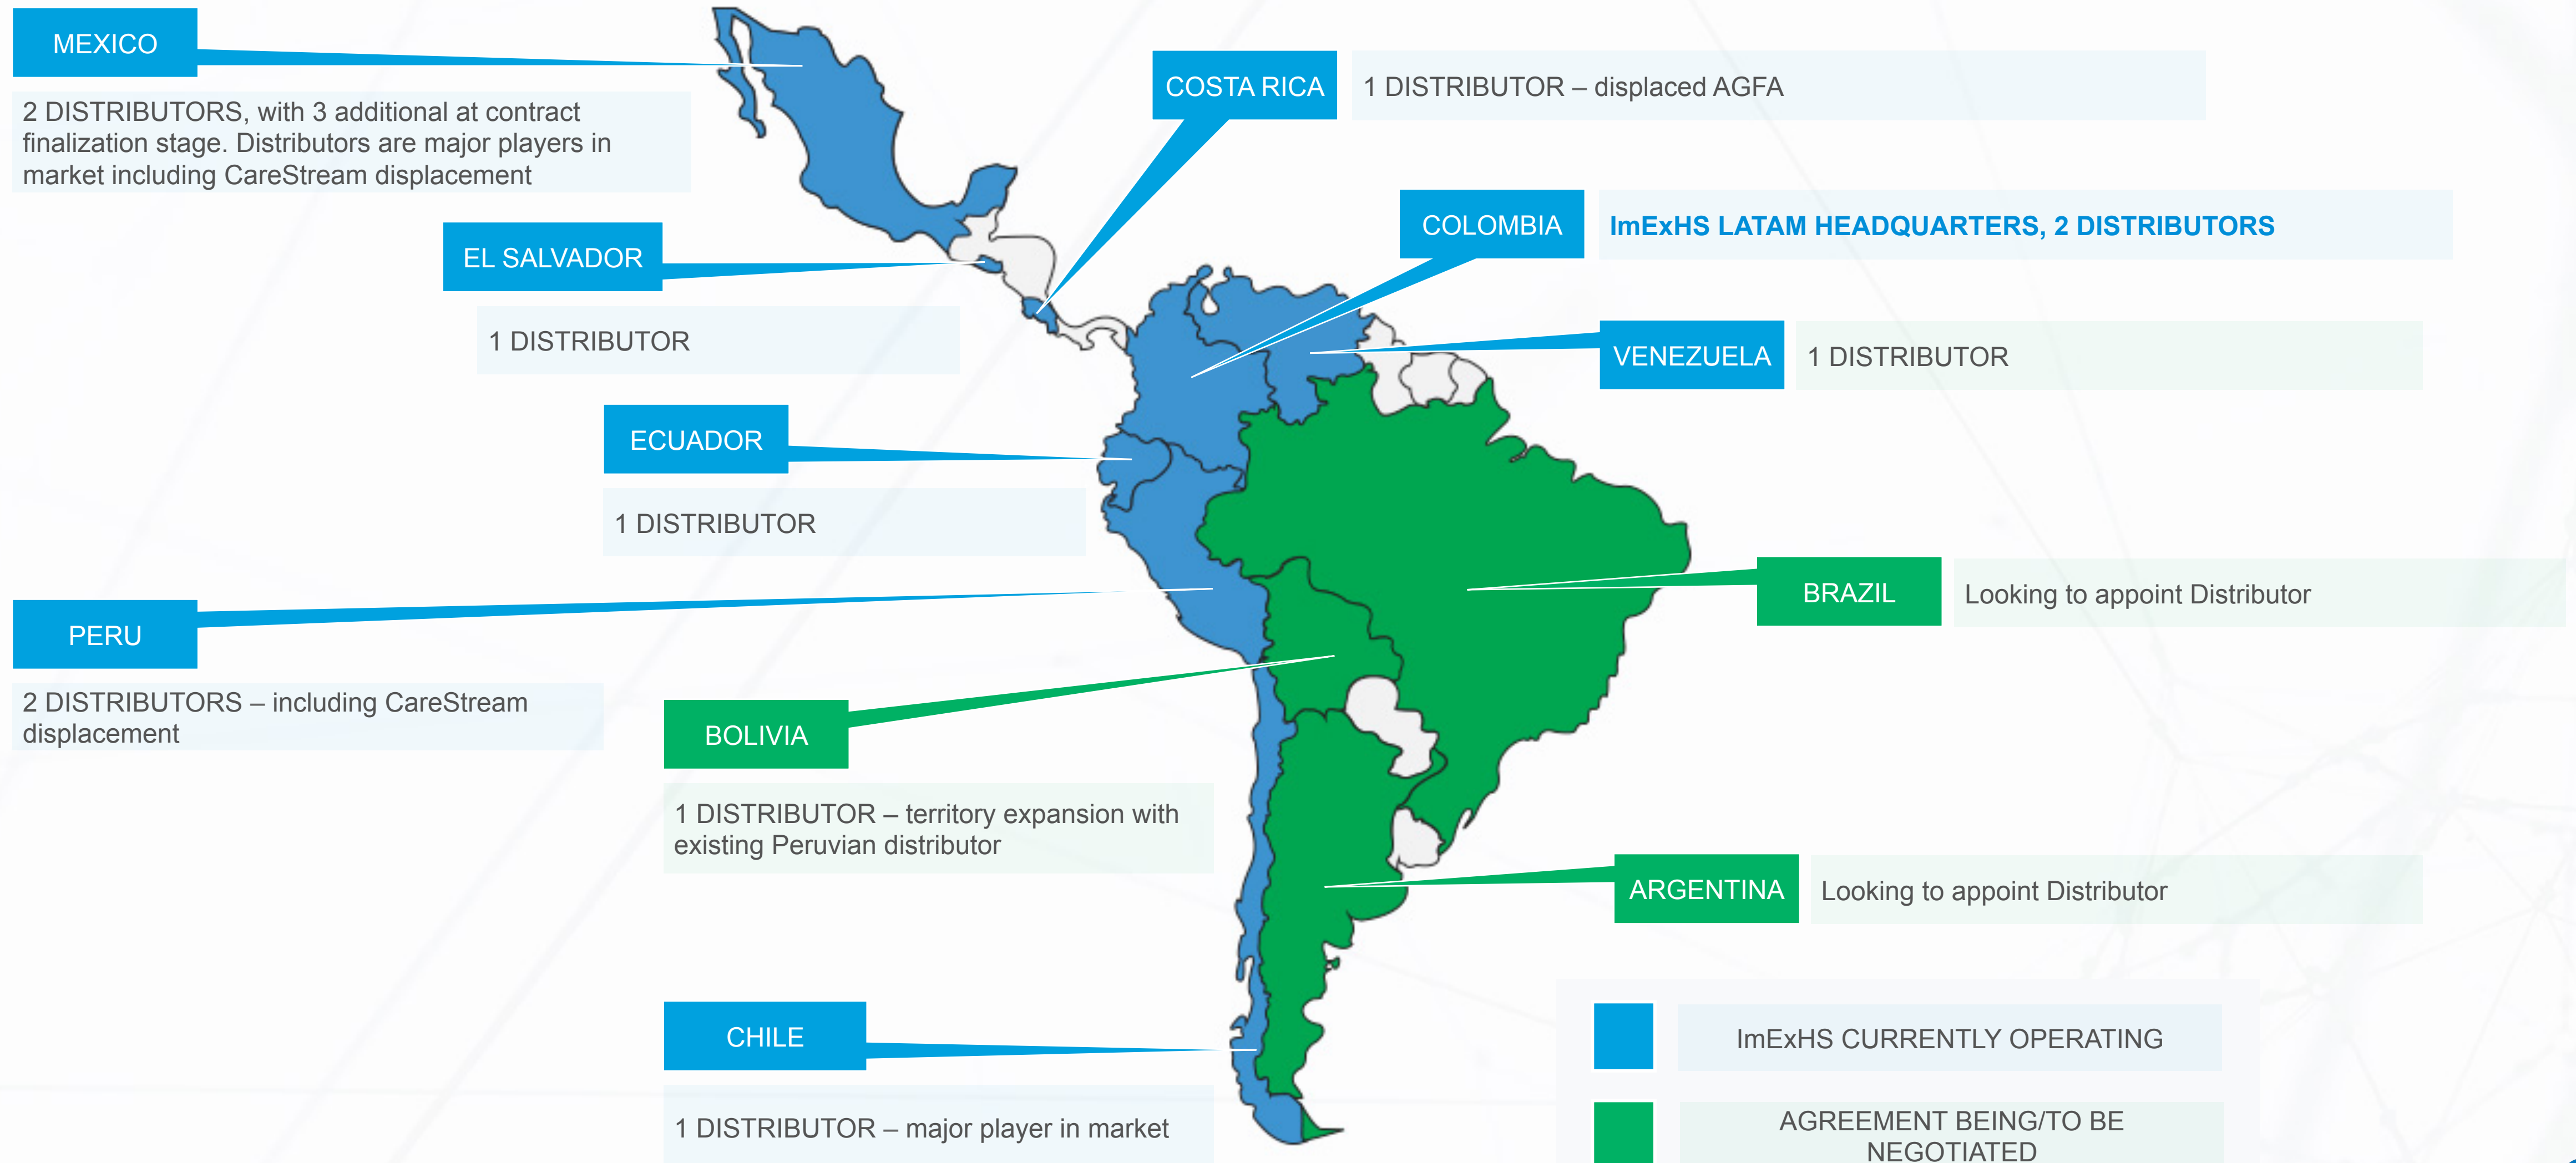 MEXICO
2 DISTRIBUTORS, with 3 additional at contract
finalization stage. Distributors are major players in
market including CareStream displacement
COSTA RICA
1 DISTRIBUTOR – displaced AGFA
COLOMBIA
ImExHS LATAM HEADQUARTERS, 2 DISTRIBUTORS
EL SALVADOR
1 DISTRIBUTOR
VENEZUELA
1 DISTRIBUTOR
ECUADOR
1 DISTRIBUTOR
BRAZIL
Looking to appoint Distributor
PERU
2 DISTRIBUTORS – including CareStream
displacement
BOLIVIA
1 DISTRIBUTOR – territory expansion with
existing Peruvian distributor
ARGENTINA
Looking to appoint Distributor
CHILE
1 DISTRIBUTOR – major player in market
ImExHS CURRENTLY OPERATING
AGREEMENT BEING/TO BE
NEGOTIATED